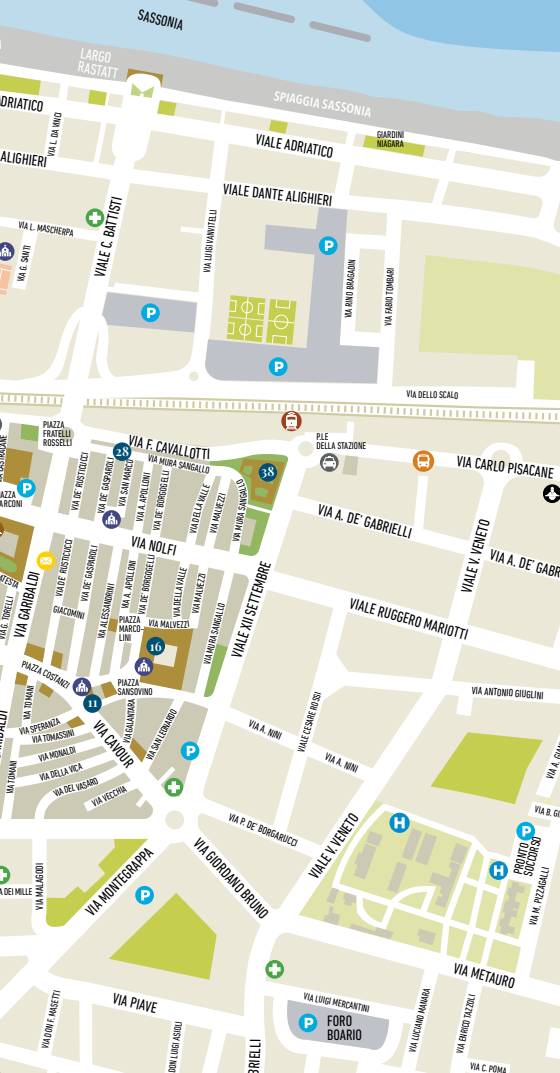 SASSONIA
LARGO
RASTATT
SPIAGGIA SASSONIA
DRIATICO
VIA L. DA VINCI
VIALE ADRIATICO
GIARDINI
NIAGARA
ALIGHIERI
VIALE DANTE ALIGHIERI
VIA L. MASCHERPA
VIA G. SANTI
VIALE C. BATTISTI
VIA LUIGI VANVITELLI
P
VIA RINO BRAGADIN
VIA FABIO TOMBARI
P
P
VIA DELLO SCALO
PIAZZA
FRATELLI
ROSSELLI
VIA F. CAVALLOTTI
28
VIA MURA SANGALLO
38
P.LE
DELLA STAZIONE
VIA CARLO PISACANE
P
VIA DE' RUSTICUCCI
VIA DE' GASPAROLI
VIA SAN MARCO
VIA A. APOLLONI
VIA DE' BORGOGELLI
VIA DELLA VALLE
VIA MALVEZZI
VIA MURA SANGALLO
VIA A. DE' GABRIELLI
VIA NOLFI
VIALE V. VENETO
VIA A. DE' GABR
VIA GARIBALDI
VIA DE' RUSTICUCCI
VIA DE' GASPAROLI
GIACOMINI
VIA ALESSANDRINI
VIA A. APOLLONI
VIA DE' BORGOGELLI
VIA DELLA VALLE
VIA MALVEZZI
VIA G. TORELLI
PIAZZA
MARCO-
LINI
VIA MALVEZZI
16
VIA MURA SANGALLO
VIALE XII SETTEMBRE
VIALE RUGGERO MARIOTTI
PIAZZA COSTANZI
PIAZZA
SANSOVINO
11
VIA ANTONIO GIUGLINI
VIA TOMANI
VIA SPERANZA
VIA TOMASSINI
VIA MONALDI
VIA DELLA VICA
VIA DEL VASARO
VIA VECCHIA
VIA TOMANI
VIA CAVOUR
VIA GALANTARA
VIA SAN LEONARDO
P
VIA A. NINI
VIALE CESARE ROSSI
VIA A. NINI
VIA P. DE' BORGARUCCI
VIALE V. VENETO
H
P
PRONTO
SOCCORSO
H
VIA M. PIZZAGALLI
VIA MALAGODI
A DEI MILLE
VIA MONTEGRAPPA
P
VIA GIORDANO BRUNO
VIA METAURO
VIA PIAVE
VIA DON F. MASETTI
DON LUIGI ASIOLI
BRIELLI
VIA LUIGI MERCANTINI
P
FORO
BOARIO
VIA LUCIANO MANARA
VIA ENRICO TAZZOLI
VIA C. POMA